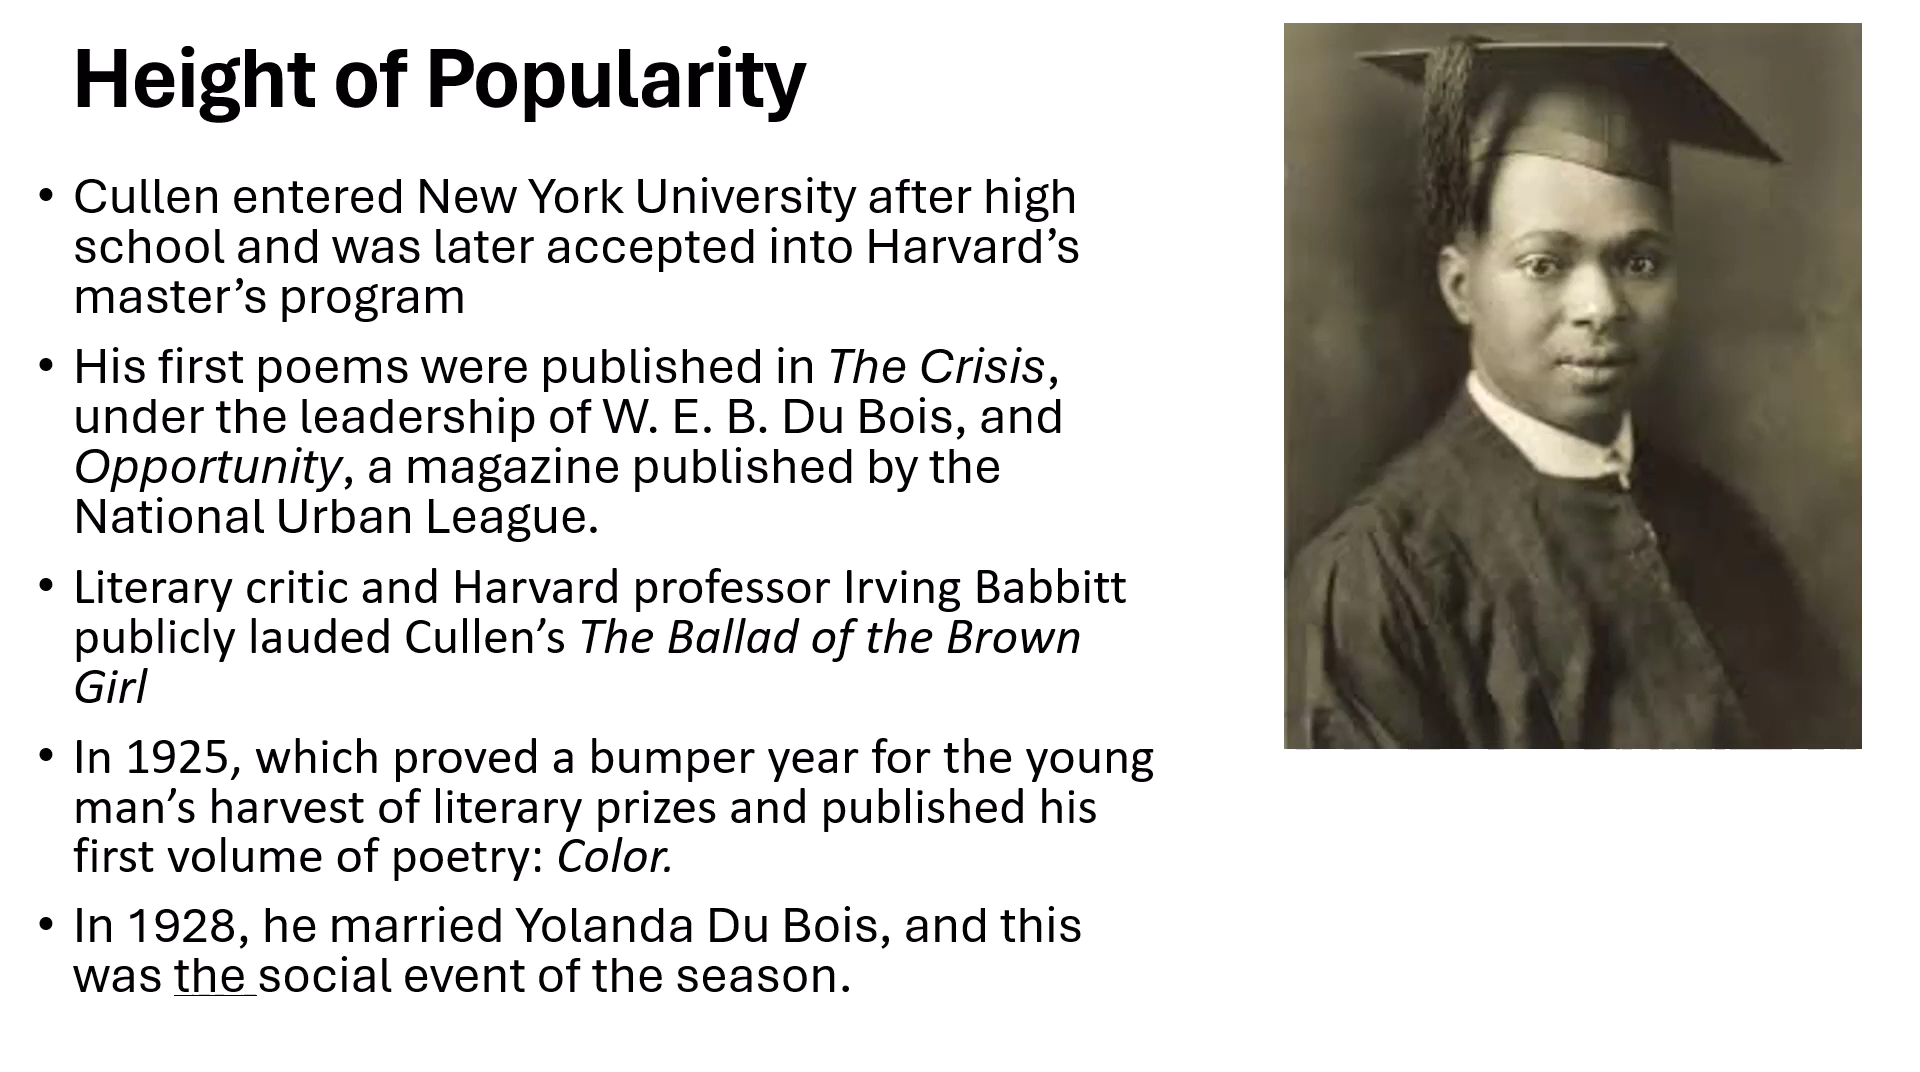 Height of Popularity
• Cullen entered New York University after high
school and was later accepted into Harvard’s
master’s program
• His first poems were published in The Crisis,
under the leadership of W. E. B. Du Bois, and
Opportunity, a magazine published by the
National Urban League.
• Literary critic and Harvard professor Irving Babbitt
publicly lauded Cullen’s The Ballad of the Brown
Girl
• In 1925, which proved a bumper year for the young
man’s harvest of literary prizes and published his
first volume of poetry: Color.
• In 1928, he married Yolanda Du Bois, and this
was the social event of the season.